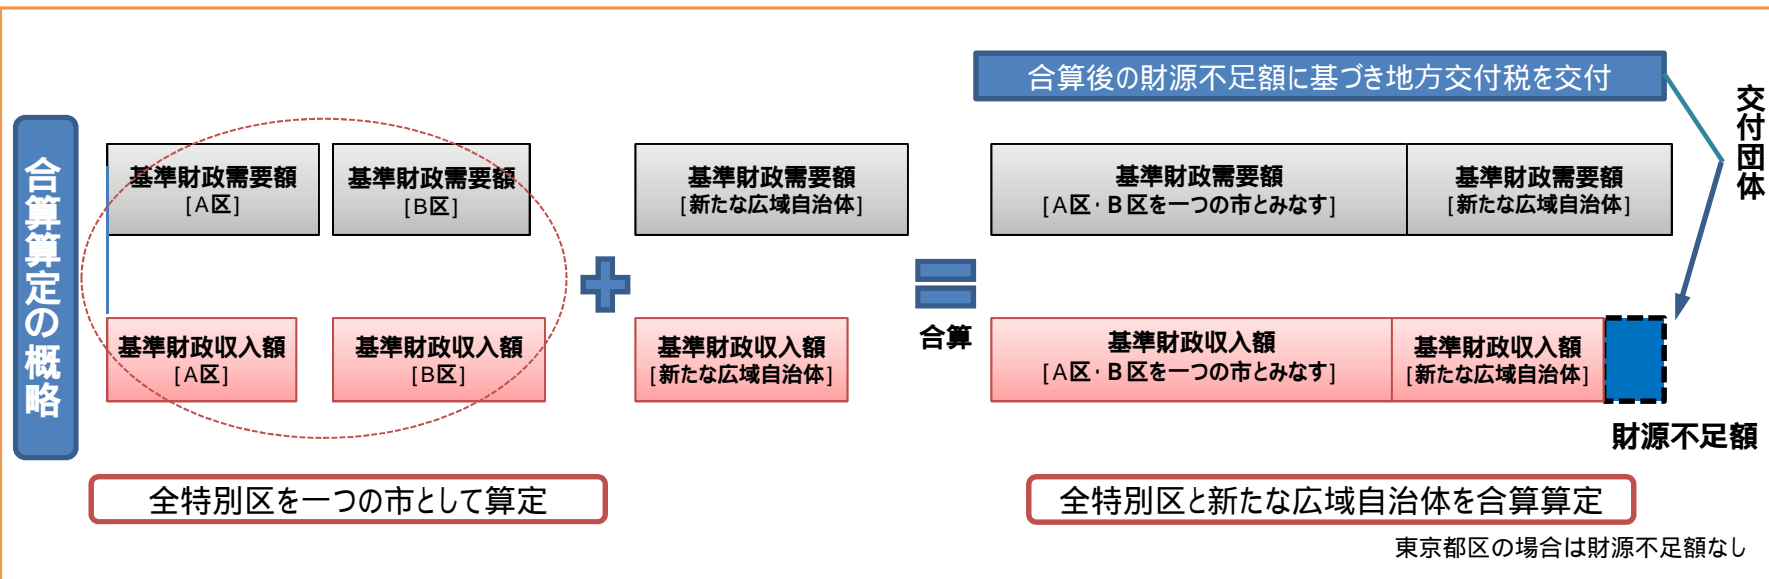 合算後の財源不足額に基づき地方交付税を交付
交付団体
合算算定の概略
基準財政需要額
[A区]
基準財政需要額
[B区]
基準財政需要額
[新たな広域自治体]
基準財政需要額
[A区・B区を一つの市とみなす]
基準財政需要額
[新たな広域自治体]
合算
基準財政収入額
[A区]
基準財政収入額
[B区]
基準財政収入額
[新たな広域自治体]
基準財政収入額
[A区・B区を一つの市とみなす]
基準財政収入額
[新たな広域自治体]
財源不足額
全特別区を一つの市として算定
全特別区と新たな広域自治体を合算算定
東京都区の場合は財源不足額なし